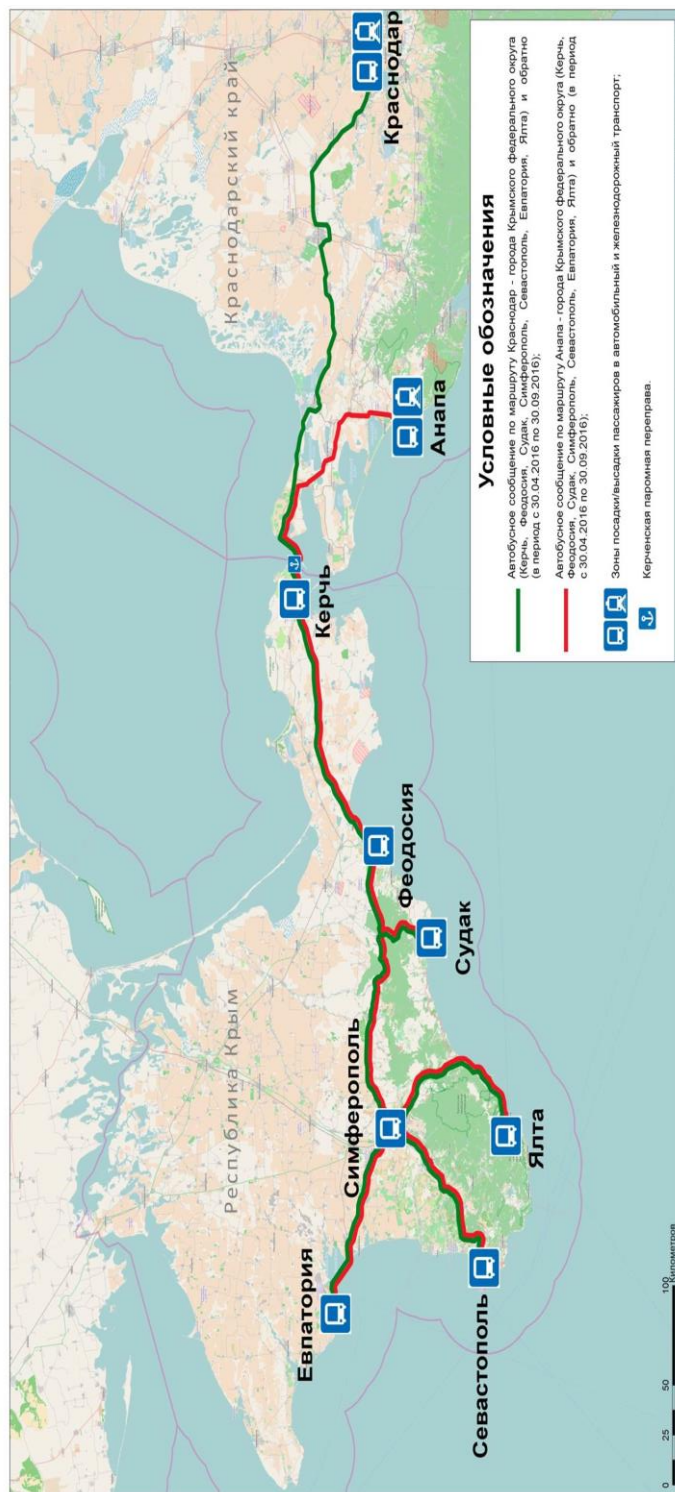 Краснодарский край
Краснодар
Анапа
Керчь
Республика Крым
Феодосия
Судак
Симферополь
Ялта
Евпатория
Севастополь
Условные обозначения
Автобусное сообщение по маршруту Краснодар - города Крымского федерального округа
(Керчь, Феодосия, Судак, Симферополь, Севастополь, Евпатория, Ялта) и обратно
(в период с 30.04.2016 по 30.09.2016);
Автобусное сообщение по маршруту Анапа - города Крымского федерального округа (Керчь,
Феодосия, Судак, Симферополь, Севастополь, Евпатория, Ялта) и обратно (в период
с 30.04.2016 по 30.09.2016);
Зоны посадки/высадки пассажиров в автомобильный и железнодорожный транспорт;
Керченская паромная переправа.
0 25 50 100
Километров